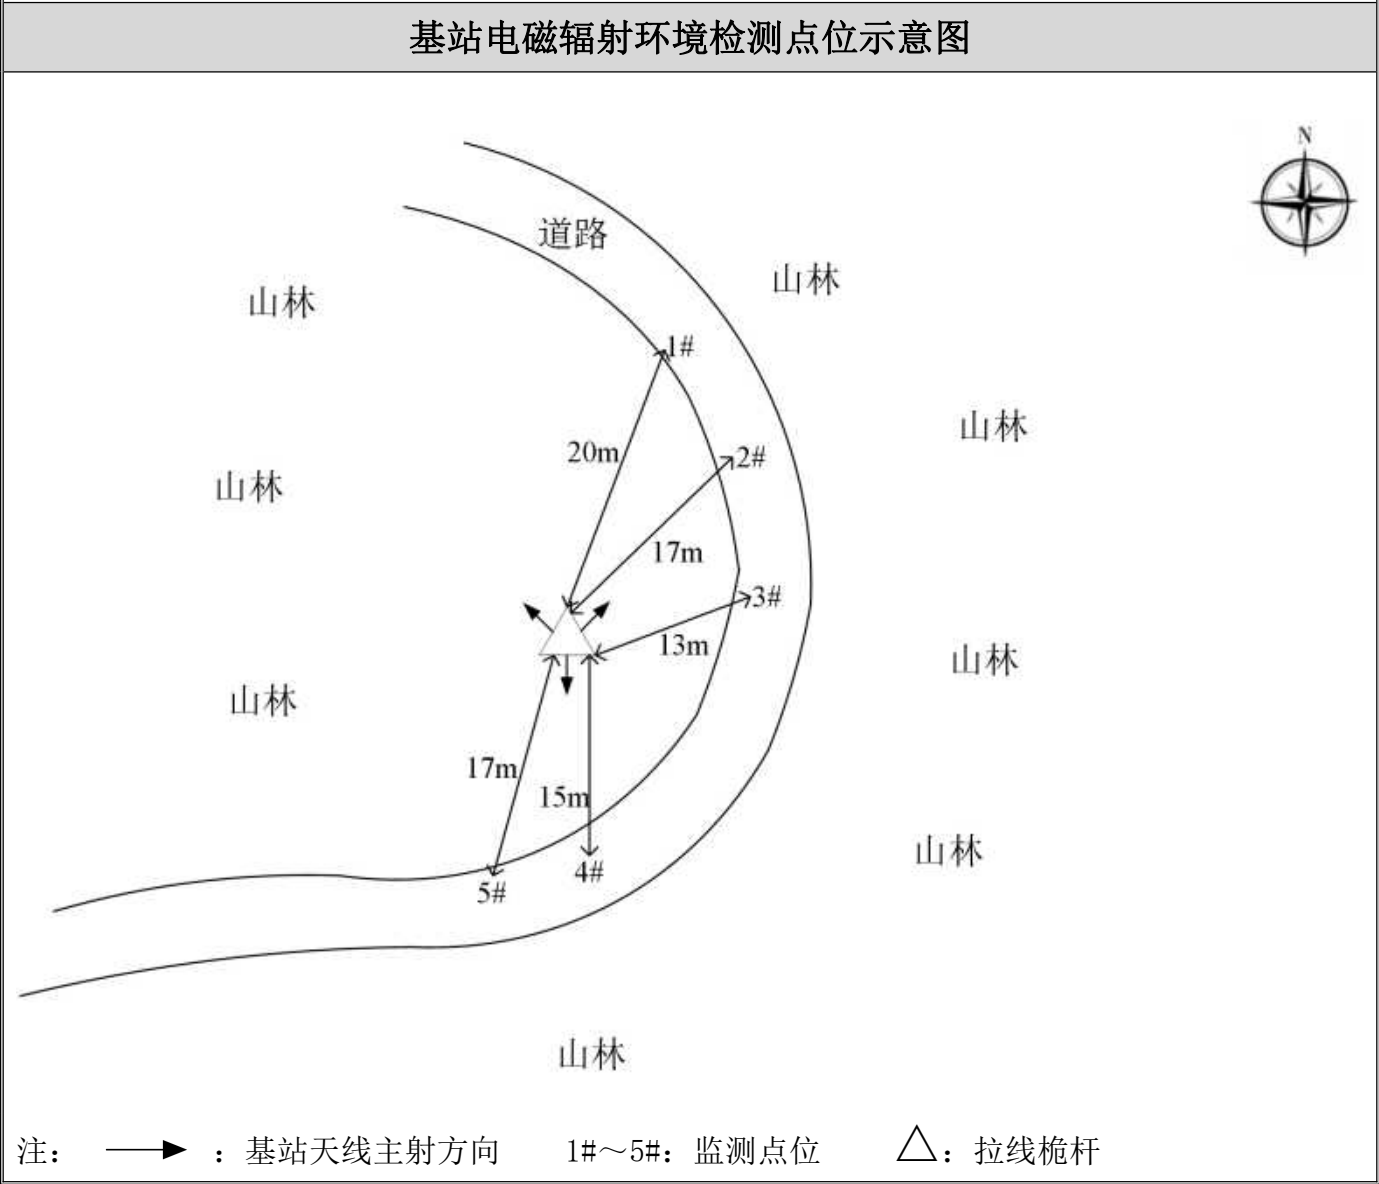 基站电磁辐射环境检测点位示意图
N
道路
山林
山林
1#
山林
20m
2#
山林
17m
3#
13m
山林
山林
17m
15m
山林
4#
5#
山林
注： ：基站天线主射方向 1#～5#：监测点位 ：拉线桅杆